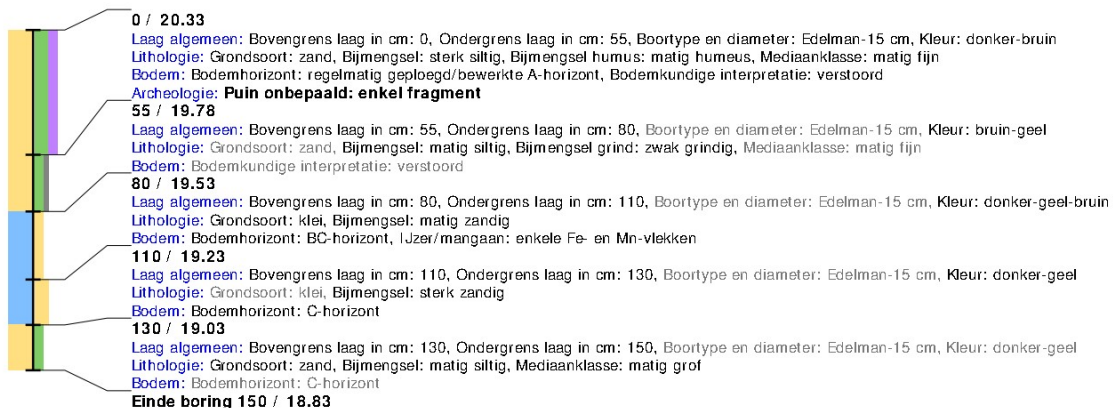 0 / 20.33
Laag algemeen: Bovengrens laag in cm: 0, Ondergrens laag in cm: 55, Boortype en diameter: Edelman-15 cm, Kleur: donker-bruin
Lithologie: Grondsoort: zand, Bijmengsel: sterk siltig, Bijmengsel humus: matig humeus, Mediaanklasse: matig fijn
Bodem: Bodemhorizont: regelmatig geploegd/bewerkte A-horizont, Bodemkundige interpretatie: verstoord
Archeologie: Puin onbepaald: enkel fragment
55 / 19.78
Laag algemeen: Bovengrens laag in cm: 55, Ondergrens laag in cm: 80, Boortype en diameter: Edelman-15 cm, Kleur: bruin-geel
Lithologie: Grondsoort: zand, Bijmengsel: matig siltig, Bijmengsel grind: zwak grindig, Mediaanklasse: matig fijn
Bodem: Bodemkundige interpretatie: verstoord
80 / 19.53
Laag algemeen: Bovengrens laag in cm: 80, Ondergrens laag in cm: 110, Boortype en diameter: Edelman-15 cm, Kleur: donker-geel-bruin
Lithologie: Grondsoort: klei, Bijmengsel: matig zandig
Bodem: Bodemhorizont: BC-horizont, IJzer/mangaan: enkele Fe- en Mn-vlekken
110 / 19.23
Laag algemeen: Bovengrens laag in cm: 110, Ondergrens laag in cm: 130, Boortype en diameter: Edelman-15 cm, Kleur: donker-geel
Lithologie: Grondsoort: klei, Bijmengsel: sterk zandig
Bodem: Bodemhorizont: C-horizont
130 / 19.03
Laag algemeen: Bovengrens laag in cm: 130, Ondergrens laag in cm: 150, Boortype en diameter: Edelman-15 cm, Kleur: donker-geel
Lithologie: Grondsoort: zand, Bijmengsel: matig siltig, Mediaanklasse: matig grof
Bodem: Bodemhorizont: C-horizont
Einde boring 150 / 18.83